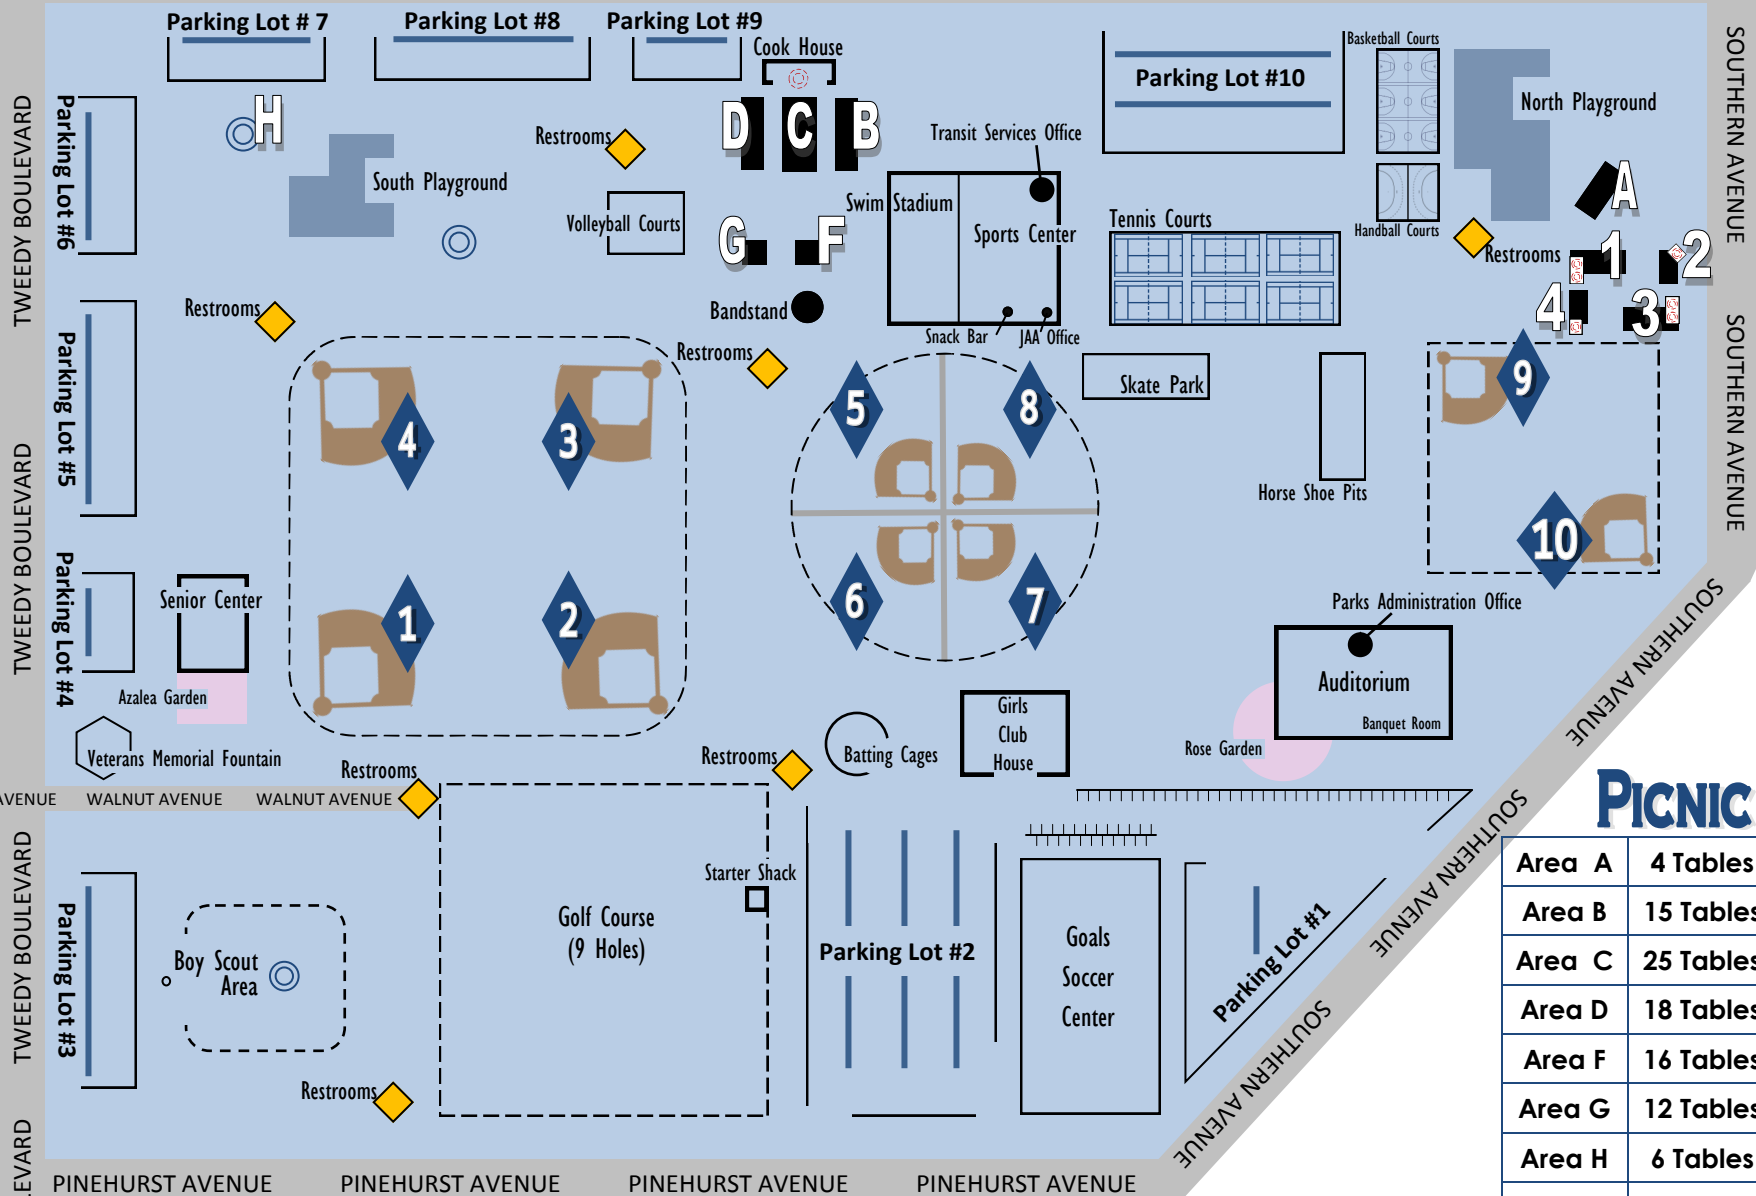 Parking Lot # 7
Parking Lot #8
Parking Lot #9
Cook House
Parking Lot #10
Basketball Courts
North Playground
SOUTHERN AVENUE
TWEEDY BOULEVARD
Parking Lot #6
H
Restrooms
D
C
B
Transit Services Office
South Playground
Swim Stadium
Sports Center
Volleyball Courts
G
F
Tennis Courts
Handball Courts
A
Restrooms
1
2
4
3
Restrooms
Bandstand
Snack Bar
JAA Office
Restrooms
Skate Park
SOUTHERN AVENUE
Parking Lot #5
4
3
5
8
9
TWEEDY BOULEVARD
Horse Shoe Pits
10
Parking Lot #4
Senior Center
1
2
6
7
Parks Administration Office
Auditorium
Banquet Room
SOUTHERN AVENUE
Azalea Garden
Girls
Club
House
Rose Garden
Veterans Memorial Fountain
Batting Cages
Restrooms
Restrooms
AVENUE
WALNUT AVENUE
WALNUT AVENUE
SOUTHERN AVENUE
PICNIC
Area A 4 Tables
Area B 15 Tables
Area C 25 Tables
Area D 18 Tables
Area F 16 Tables
Area G 12 Tables
Area H 6 Tables
TWEEDY BOULEVARD
Parking Lot #3
Boy Scout
Area
Starter Shack
Golf Course
(9 Holes)
Parking Lot #2
Goals
Soccer
Center
Parking Lot #1
SOUTHERN AVENUE
Restrooms
LEVARD
PINEHURST AVENUE
PINEHURST AVENUE
PINEHURST AVENUE
PINEHURST AVENUE